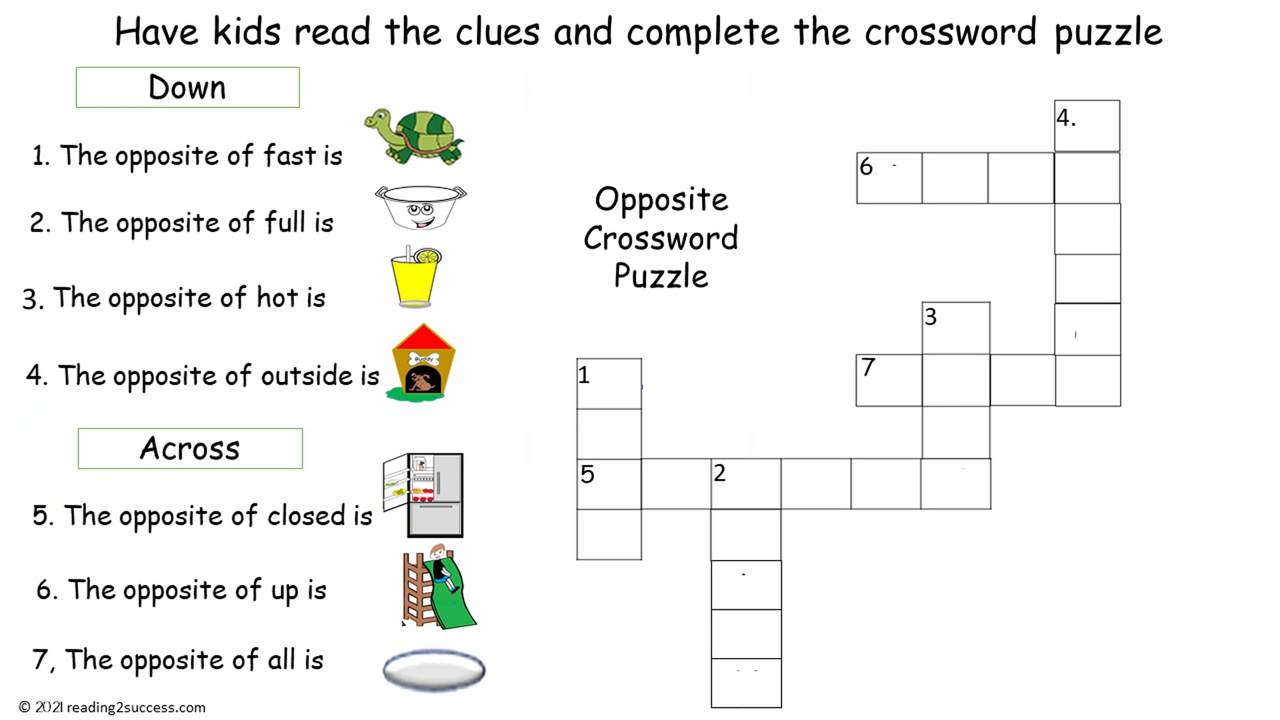 Have kids read the clues and complete the crossword puzzle
Down
1. The opposite of fast is
2. The opposite of full is
3. The opposite of hot is
4. The opposite of outside is
Buddy
Across
5. The opposite of closed is
6. The opposite of up is
7, The opposite of all is
© 2021 reading2success.com
Opposite
Crossword
Puzzle
4.
6
3
7
1
5
2